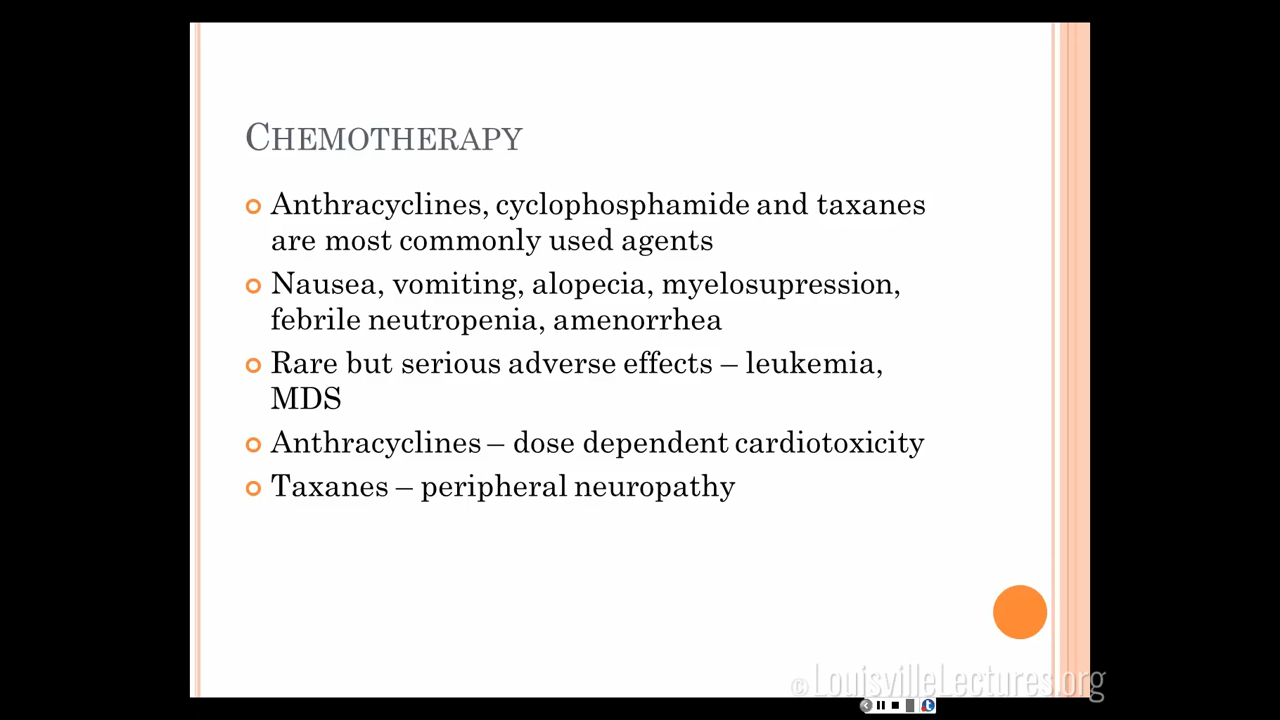 CHEMOTHERAPY
Anthracyclines, cyclophosphamide and taxanes
are most commonly used agents
Nausea, vomiting, alopecia, myelosupression,
febrile neutropenia, amenorrhea
Rare but serious adverse effects – leukemia,
MDS
Anthracyclines – dose dependent cardiotoxicity
Taxanes – peripheral neuropathy
© LouisvilleLectures.org